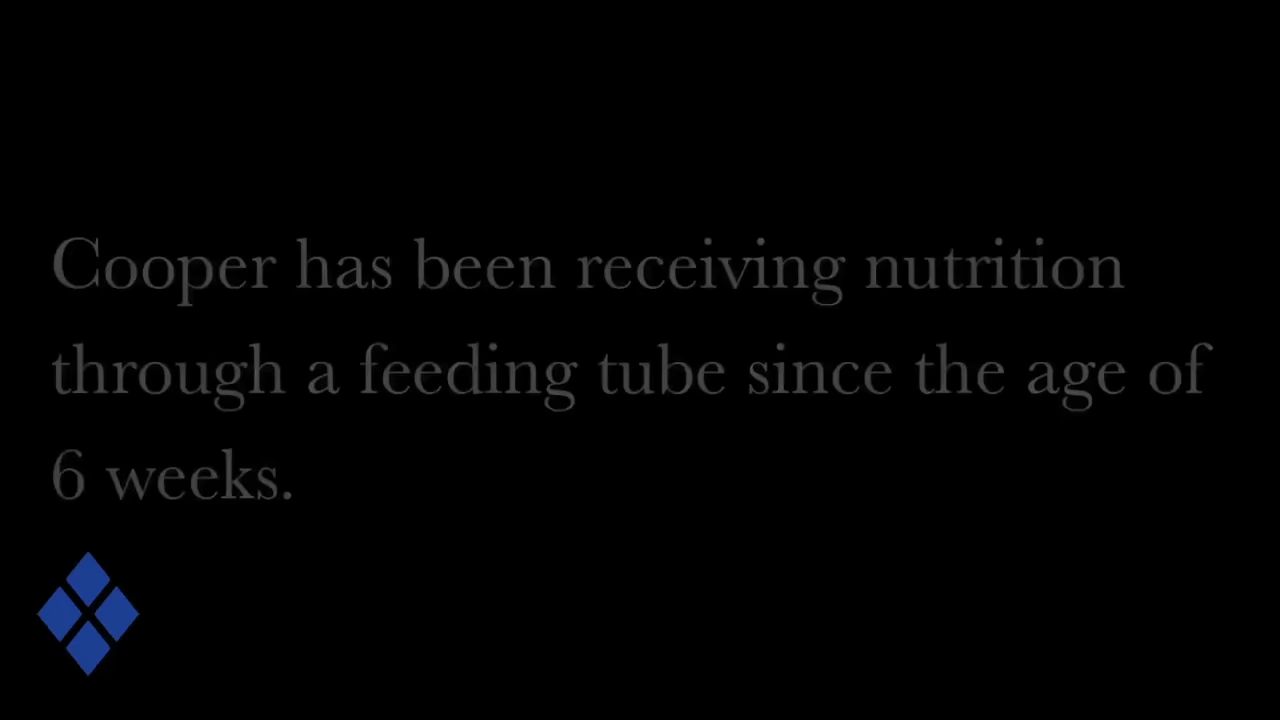 Cooper has been receiving nutrition
through a feeding tube since the age of
6 weeks.